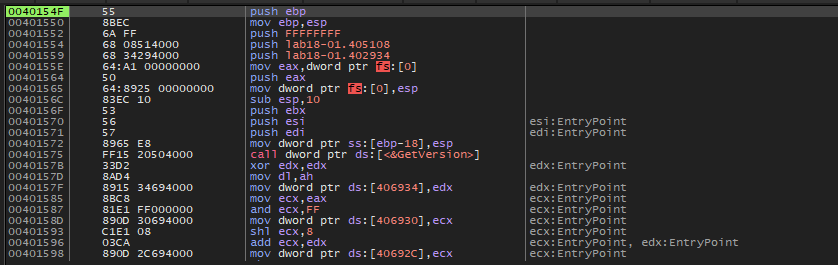 0040154F 55 push ebp
00401550 8BEC mov ebp,esp
00401552 6A FF push FFFFFFFF
00401554 68 08514000 push lab18-01.405108
00401559 68 34294000 push lab18-01.402934
0040155E 64:A1 00000000 mov eax,dword ptr fs:[0]
00401564 50 push eax
00401565 64:8925 00000000 mov dword ptr fs:[0],esp
0040156C 83EC 10 sub esp,10
0040156F 53 push ebx
00401570 56 push esi esi:EntryPoint
00401571 57 push edi edi:EntryPoint
00401572 8965 E8 mov dword ptr ss:[ebp-18],esp
00401575 FF15 20504000 call dword ptr ds:[<&GetVersion>]
0040157B 33D2 xor edx,edx edx:EntryPoint
0040157D 8AD4 mov dl,ah
0040157F 8915 34694000 mov dword ptr ds:[406934],edx edx:EntryPoint
00401585 8BC8 mov ecx,eax ecx:EntryPoint
00401587 81E1 FF000000 and ecx,FF ecx:EntryPoint
0040158D 890D 30694000 mov dword ptr ds:[406930],ecx ecx:EntryPoint
00401593 C1E1 08 shl ecx,8 ecx:EntryPoint
00401596 03CA add ecx,edx ecx:EntryPoint, edx:EntryPoint
00401598 890D 2C694000 mov dword ptr ds:[40692C],ecx ecx:EntryPoint